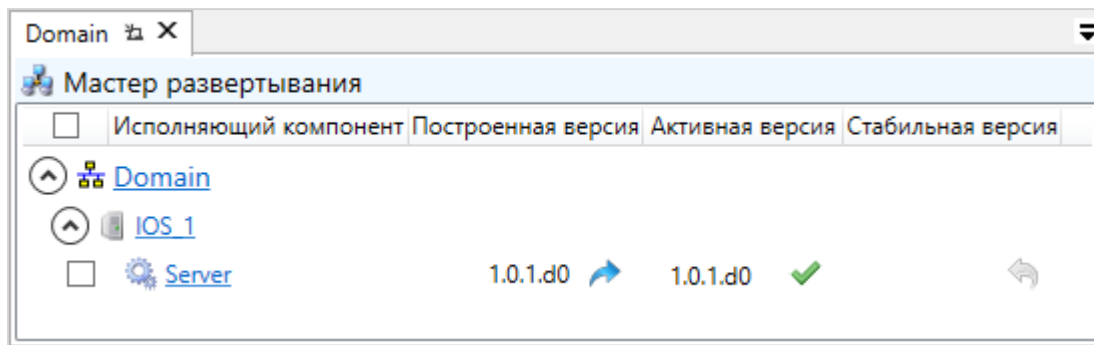 Domain
Мастер развертывания
Исполняющий компонент Построенная версия Активная версия Стабильная версия
Domain
IOS_1
Server 1.0.1.d0 1.0.1.d0